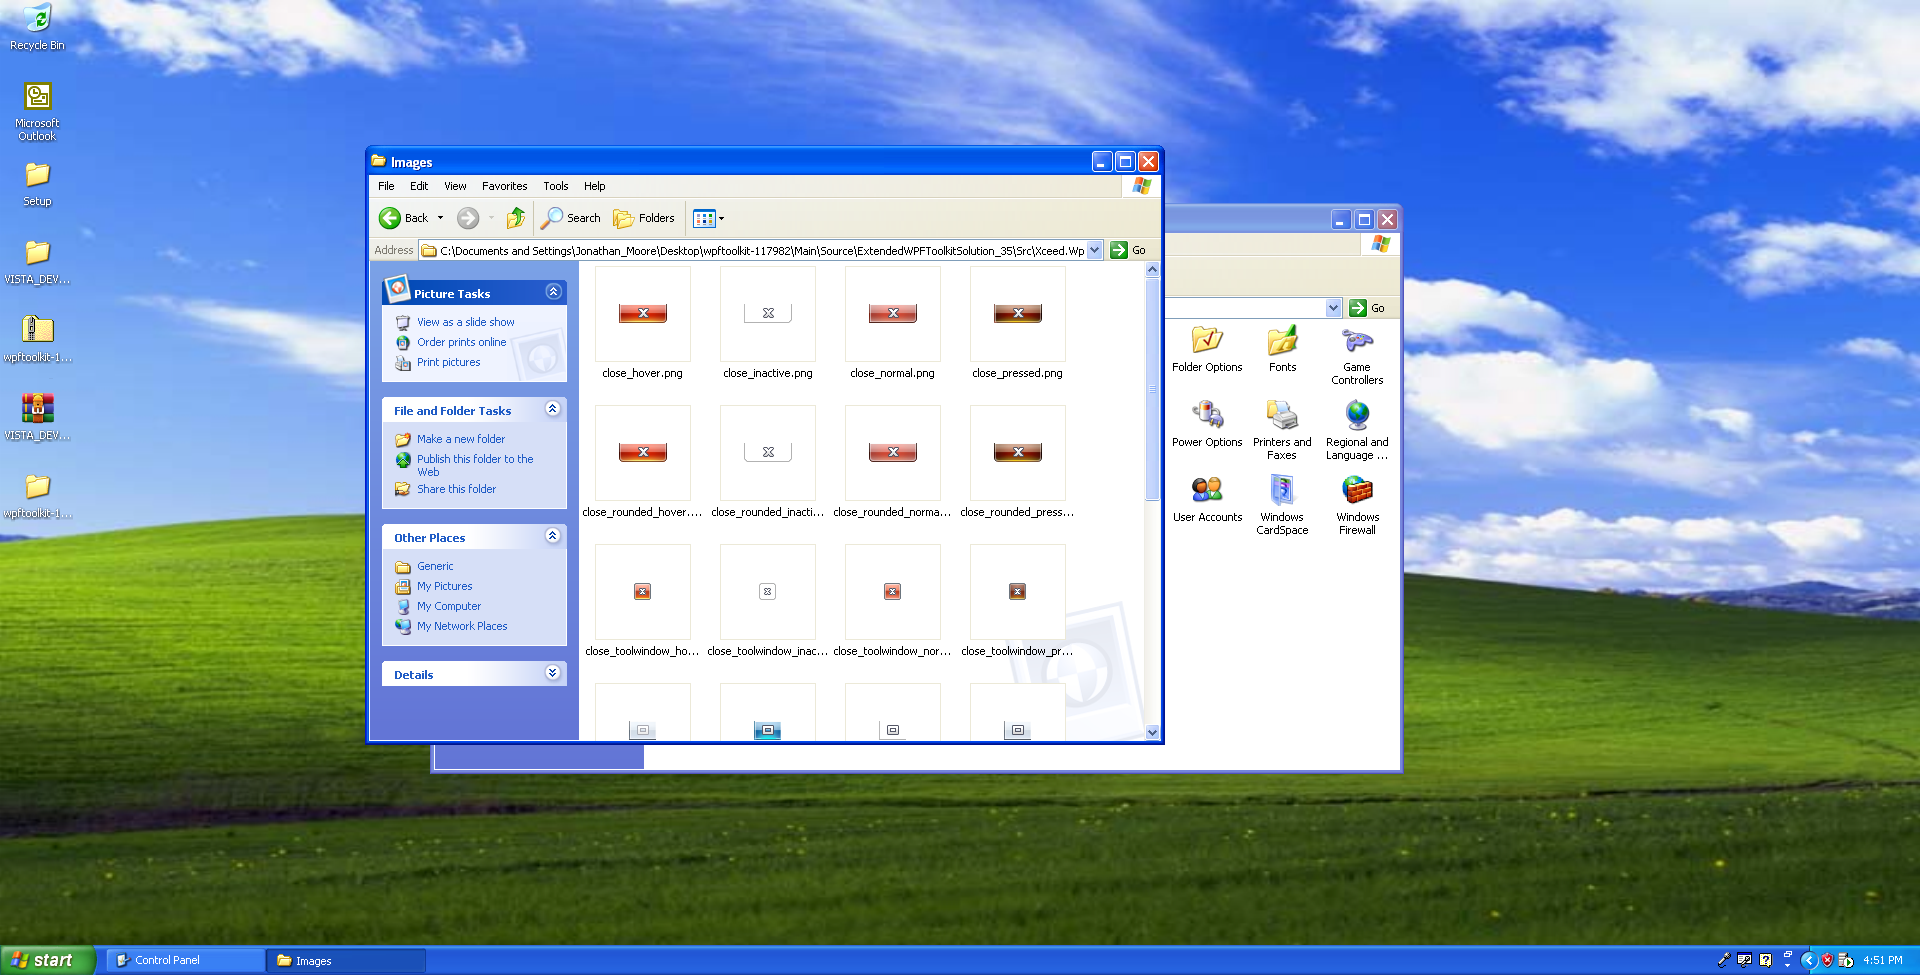 Recycle Bin
Microsoft
Outlook
Setup
VISTA_DEV...
wpftoolkit-1...
VISTA_DEV...
wpftoolkit-1...
Images
File Edit View Favorites Tools Help
Back Search Folders
Address C:\Documents and Settings\Jonathan_Moore\Desktop\wpftoolkit-117982\Main\Source\ExtendedWPFToolkitSolution_35\Src\Xceed.Wp Go
Picture Tasks
View as a slide show
Order prints online
Print pictures
File and Folder Tasks
Make a new folder
Publish this folder to the
Web
Share this folder
Other Places
Generic
My Pictures
My Computer
My Network Places
Details
close_hover.png close_inactive.png close_normal.png close_pressed.png
close_rounded_hover.... close_rounded_inacti... close_rounded_norma... close_rounded_press...
close_toolwindow_ho... close_toolwindow_inac... close_toolwindow_nor... close_toolwindow_pr...
Go
Folder Options Fonts Game
Controllers
Power Options Printers and
Faxes Regional and
Language ...
User Accounts Windows
CardSpace Windows
Firewall
start Control Panel Images 4:51 PM